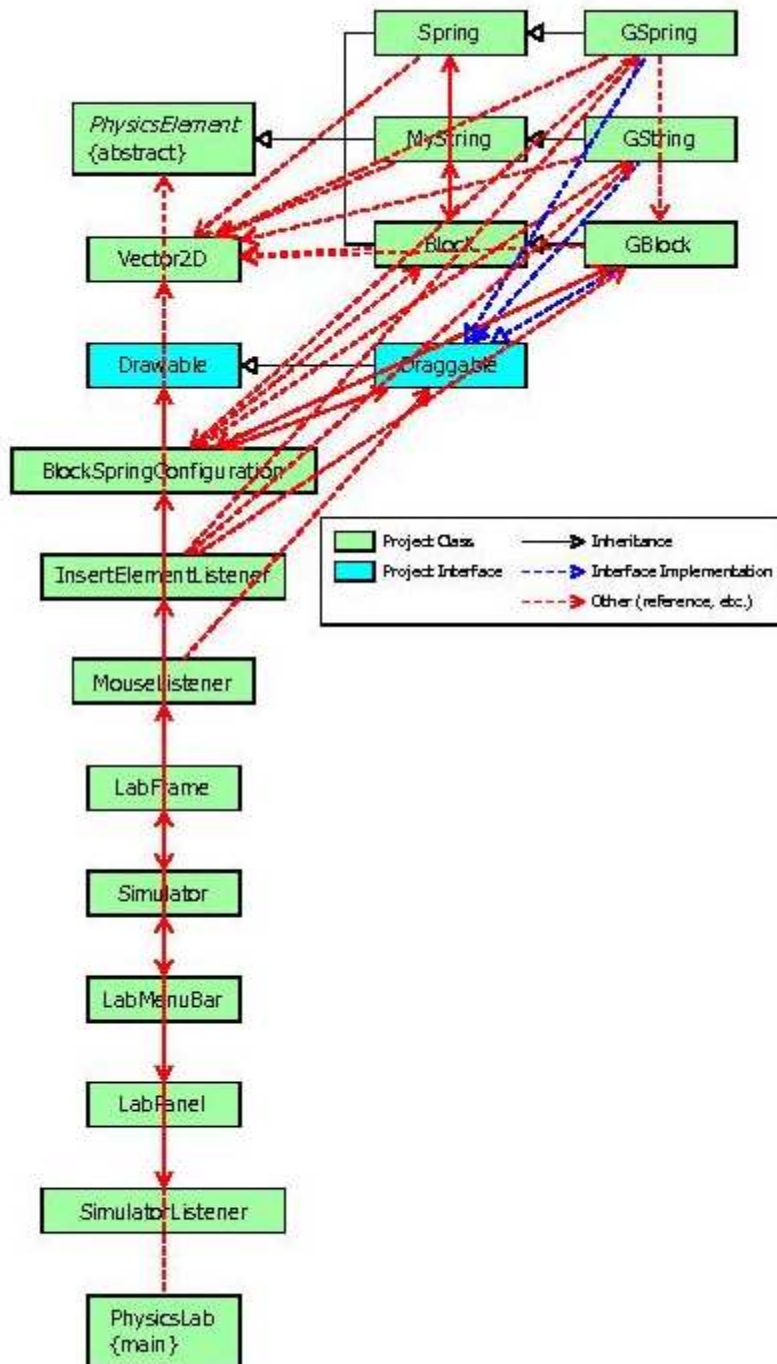 Spring
GSpring
PhysicsElement
{abstract}
MyString
GString
Vector2D
Block
GBlock
Drawable
Draggable
BlockSpringConfiguration
Project Class
Inheritance
Project Interface
Interface Implementation
Other (reference, etc.)
InsertElementListener
MouseListener
LabFrame
Simulator
LabMenuBar
LabPanel
SimulatorListener
PhysicsLab
{main}